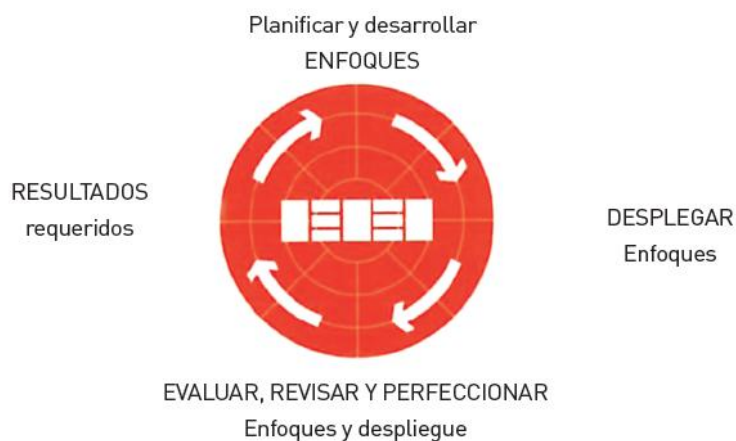 Planificar y desarrollar
ENFOQUES
RESULTADOS
requeridos
DESPLEGAR
Enfoques
EVALUAR, REVISAR Y PERFECCIONAR
Enfoques y despliegue